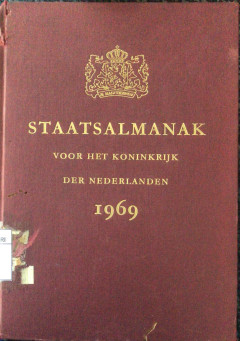 STAATSALMANAK
VOOR HET KONINKRIJK
DER NEDERLANDEN
1969